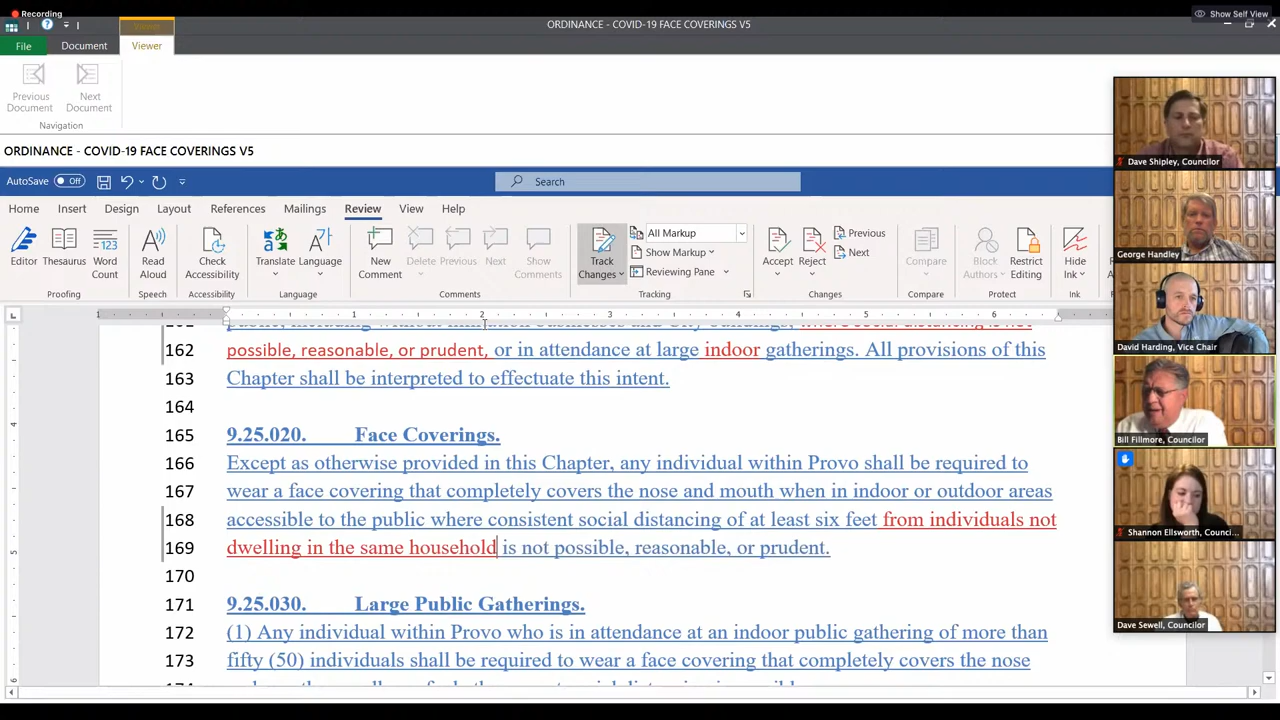 Recording
ORDINANCE - COVID-19 FACE COVERINGS V5
Show Self View
Viewer
File
Document
Viewer
Previous Document
Next Document
Navigation
ORDINANCE - COVID-19 FACE COVERINGS V5
AutoSave Off
Search
Home Insert Design Layout References Mailings Review View Help
Editor
Thesaurus
Word Count
Read Aloud
Check Accessibility
Translate
Language
New Comment
Delete
Previous
Next
Show Comments
Track Changes
All Markup
Show Markup
Reviewing Pane
Accept
Reject
Previous
Next
Compare
Block Authors
Restrict Editing
Hide Ink
Proofing Speech Accessibility Language Comments Tracking Changes Compare Protect Ink
1 1 2 3 4 5 6
162 possible, reasonable, or prudent, or in attendance at large indoor gatherings. All provisions of this
163 Chapter shall be interpreted to effectuate this intent.
164
165 9.25.020. Face Coverings.
166 Except as otherwise provided in this Chapter, any individual within Provo shall be required to
167 wear a face covering that completely covers the nose and mouth when in indoor or outdoor areas
168 accessible to the public where consistent social distancing of at least six feet from individuals not
169 dwelling in the same household is not possible, reasonable, or prudent.
170
171 9.25.030. Large Public Gatherings.
172 (1) Any individual within Provo who is in attendance at an indoor public gathering of more than
173 fifty (50) individuals shall be required to wear a face covering that completely covers the nose
Dave Shipley, Councilor
George Handley
David Harding, Vice Chair
Bill Fillmore, Councilor
Shannon Ellsworth, Counci...
Dave Sewell, Councilor